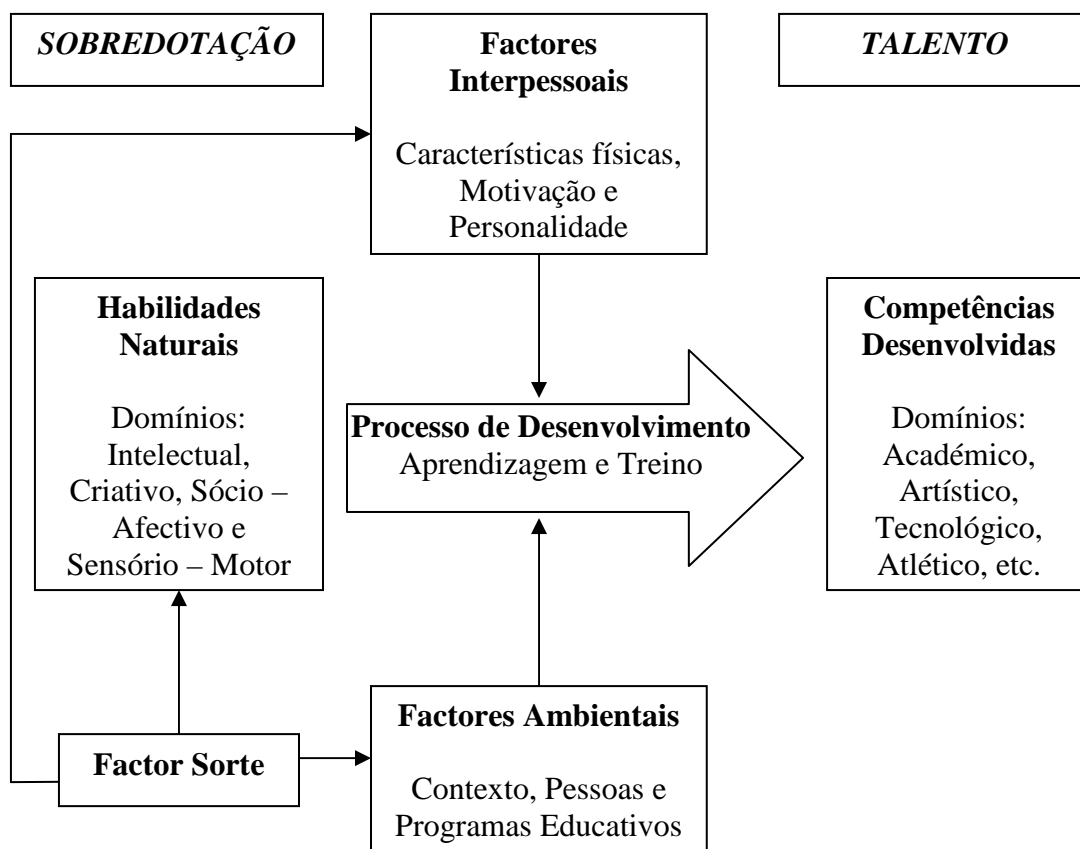 SOBREDOTAÇÃO
Factores
Interpessoais
Características físicas,
Motivação e
Personalidade
TALENTO
Habilidades
Naturais
Domínios:
Intelectual,
Criativo, Sócio –
Afectivo e
Sensório – Motor
Processo de Desenvolvimento
Aprendizagem e Treino
Competências
Desenvolvidas
Domínios:
Académico,
Artístico,
Tecnológico,
Atlético, etc.
Factor Sorte
Factores Ambientais
Contexto, Pessoas e
Programas Educativos